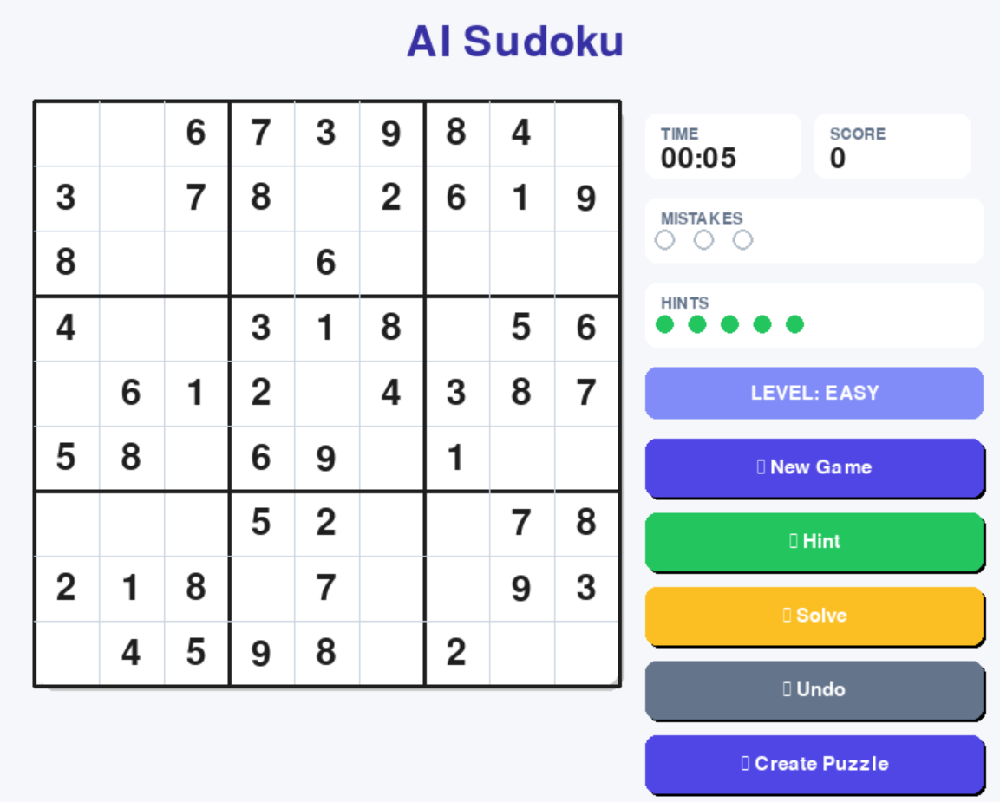 AI Sudoku
6 7 3 9 8 4
3 7 8 2 6 1 9
8 6
4 3 1 8 5 6
6 1 2 4 3 8 7
5 8 6 9 1
5 2 7 8
2 1 8 7 9 3
4 5 9 8 2
TIME
00:05
SCORE
0
MISTAKES
HINTS
LEVEL: EASY
New Game
Hint
Solve
Undo
Create Puzzle